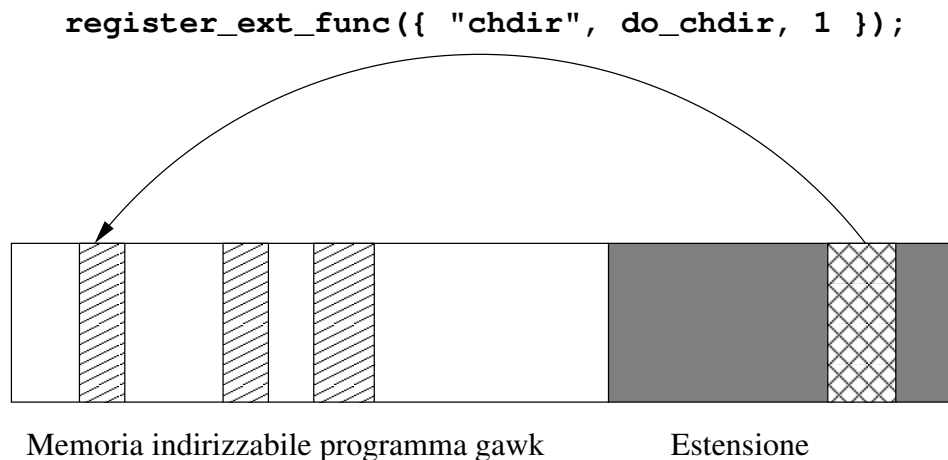 register_ext_func({ "chdir", do_chdir, 1 });
Memoria indirizzabile programma gawk
Estensione